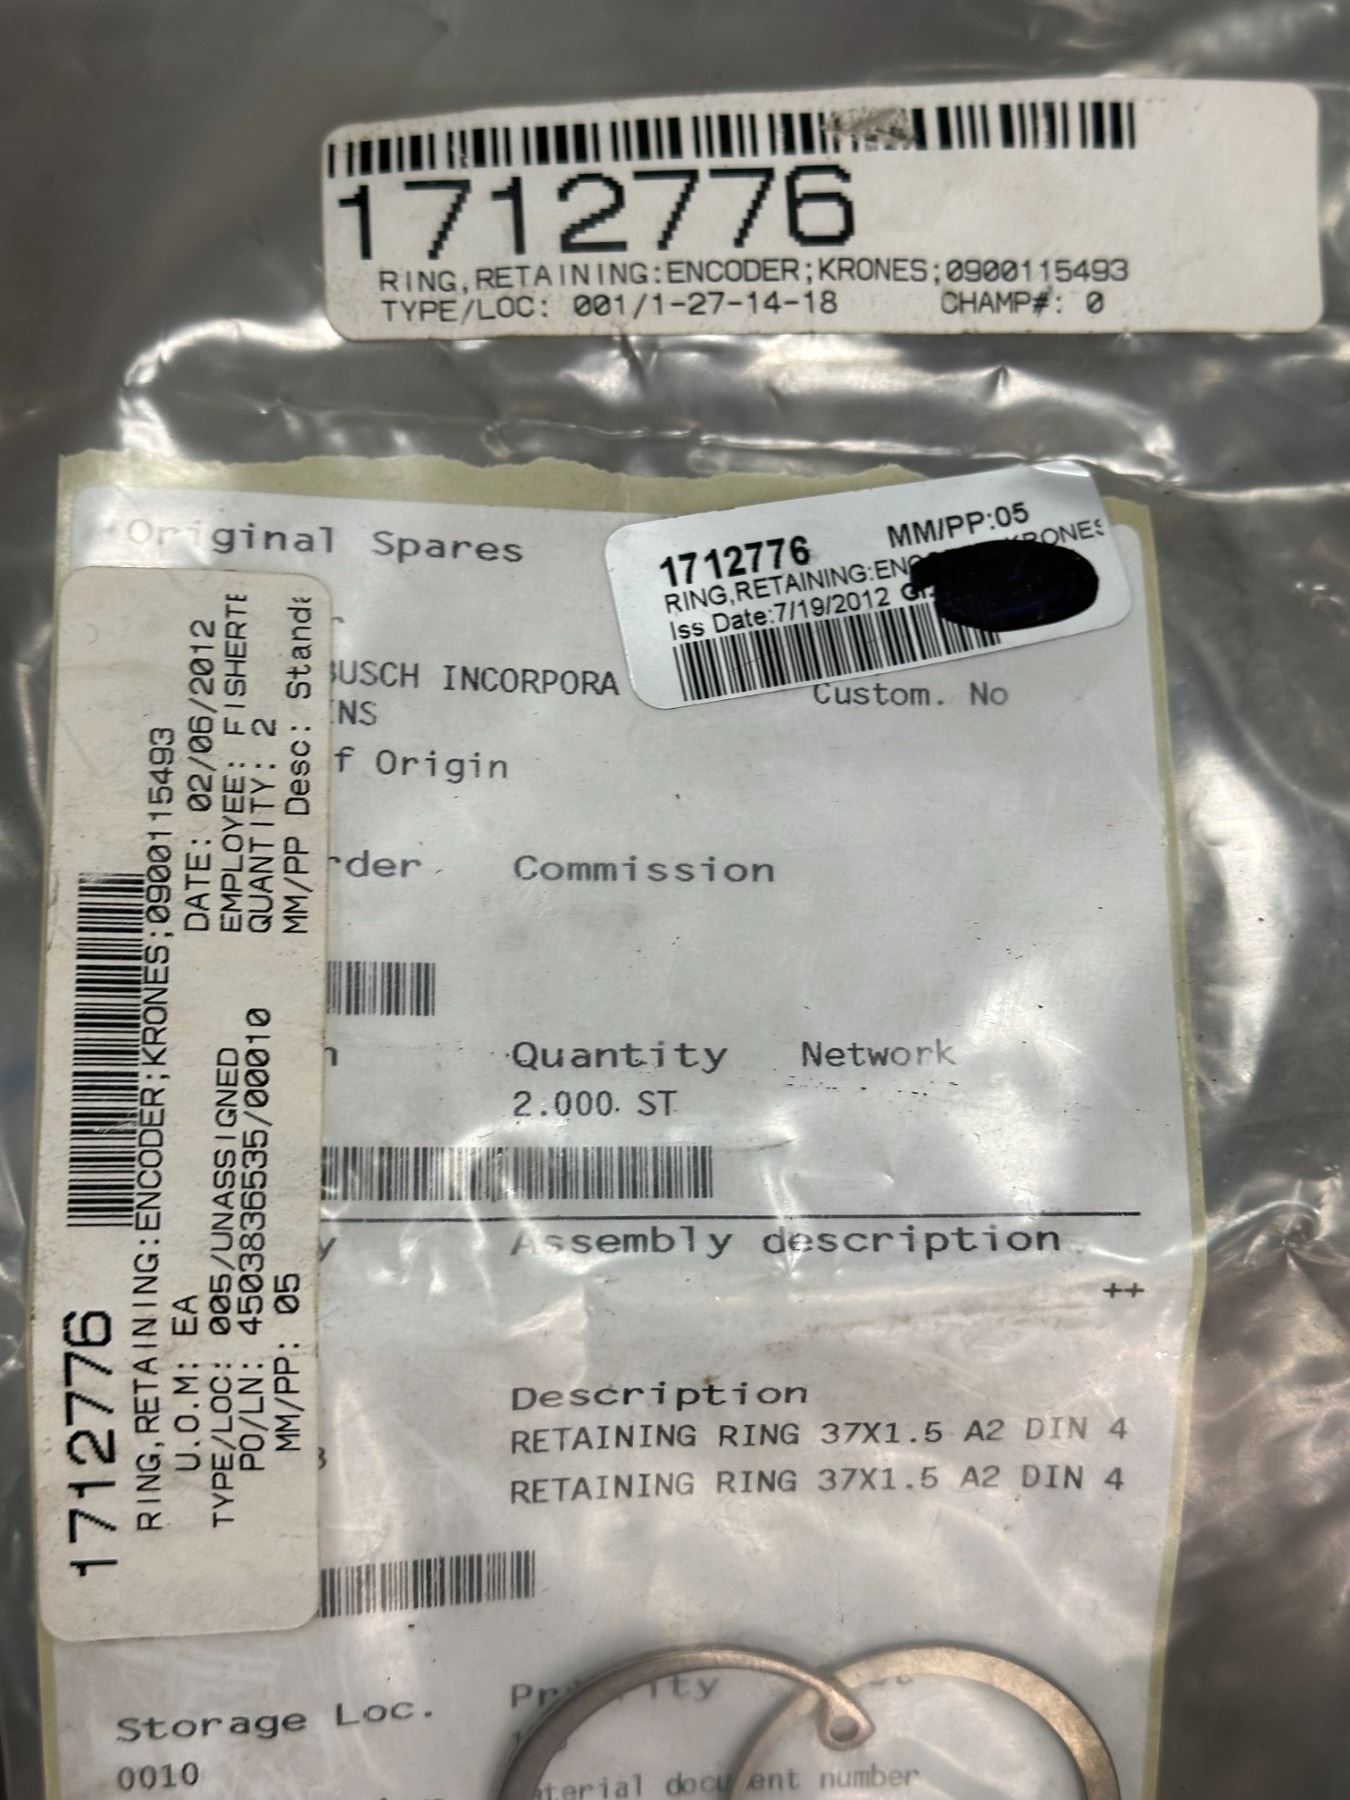 1712776
RING,RETAINING:ENCODER;KRONES;0900115493
TYPE/LOC: 001/1-27-14-18 CHAMP#: 0
Original Spares
1712776 MM/PP:05
RING,RETAINING:ENC KRONES
Iss Date:7/19/2012
BUSCH INCORPORA
Custom. No
NS
f Origin
rder Commission
Quantity Network
2.000 ST
y Assembly description
++
Description
RETAINING RING 37X1.5 A2 DIN 4
RETAINING RING 37X1.5 A2 DIN 4
Storage Loc.
0010
document number
1712776
RING,RETAINING:ENCODER;KRONES;0900115493
U.O.M: EA DATE: 02/06/2012
TYPE/LOC: 005/UNASSIGNED EMPLOYEE: FISHERTE
PO/LN: 4503836535/00010 QUANTITY: 2
MM/PP: 05 MM/PP Desc: Standa